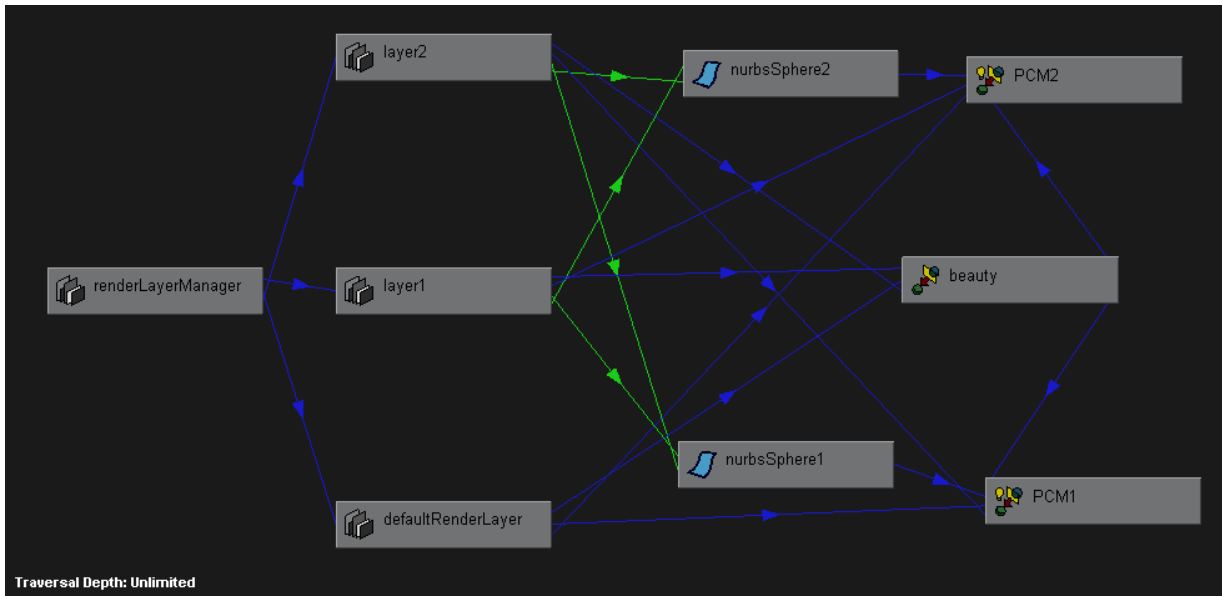 layer2
nurbsSphere2
PCM2
renderLayerManager
layer1
beauty
nurbsSphere1
defaultRenderLayer
PCM1
Traversal Depth: Unlimited